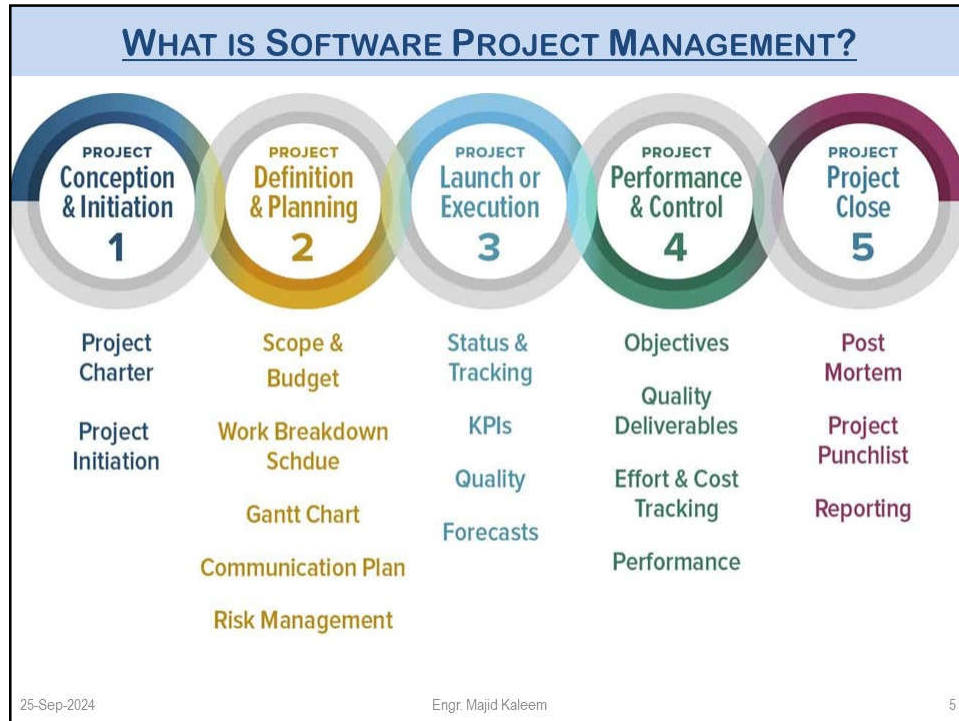 WHAT IS SOFTWARE PROJECT MANAGEMENT?
PROJECT
Conception
& Initiation
1
PROJECT
Definition
& Planning
2
PROJECT
Launch or
Execution
3
PROJECT
Performance
& Control
4
PROJECT
Project
Close
5
Project
Charter
Project
Initiation
Scope &
Budget
Work Breakdown
Schdue
Gantt Chart
Communication Plan
Risk Management
Status &
Tracking
KPIs
Quality
Forecasts
Objectives
Quality
Deliverables
Effort & Cost
Tracking
Performance
Post
Mortem
Project
Punchlist
Reporting
25-Sep-2024
Engr. Majid Kaleem
5